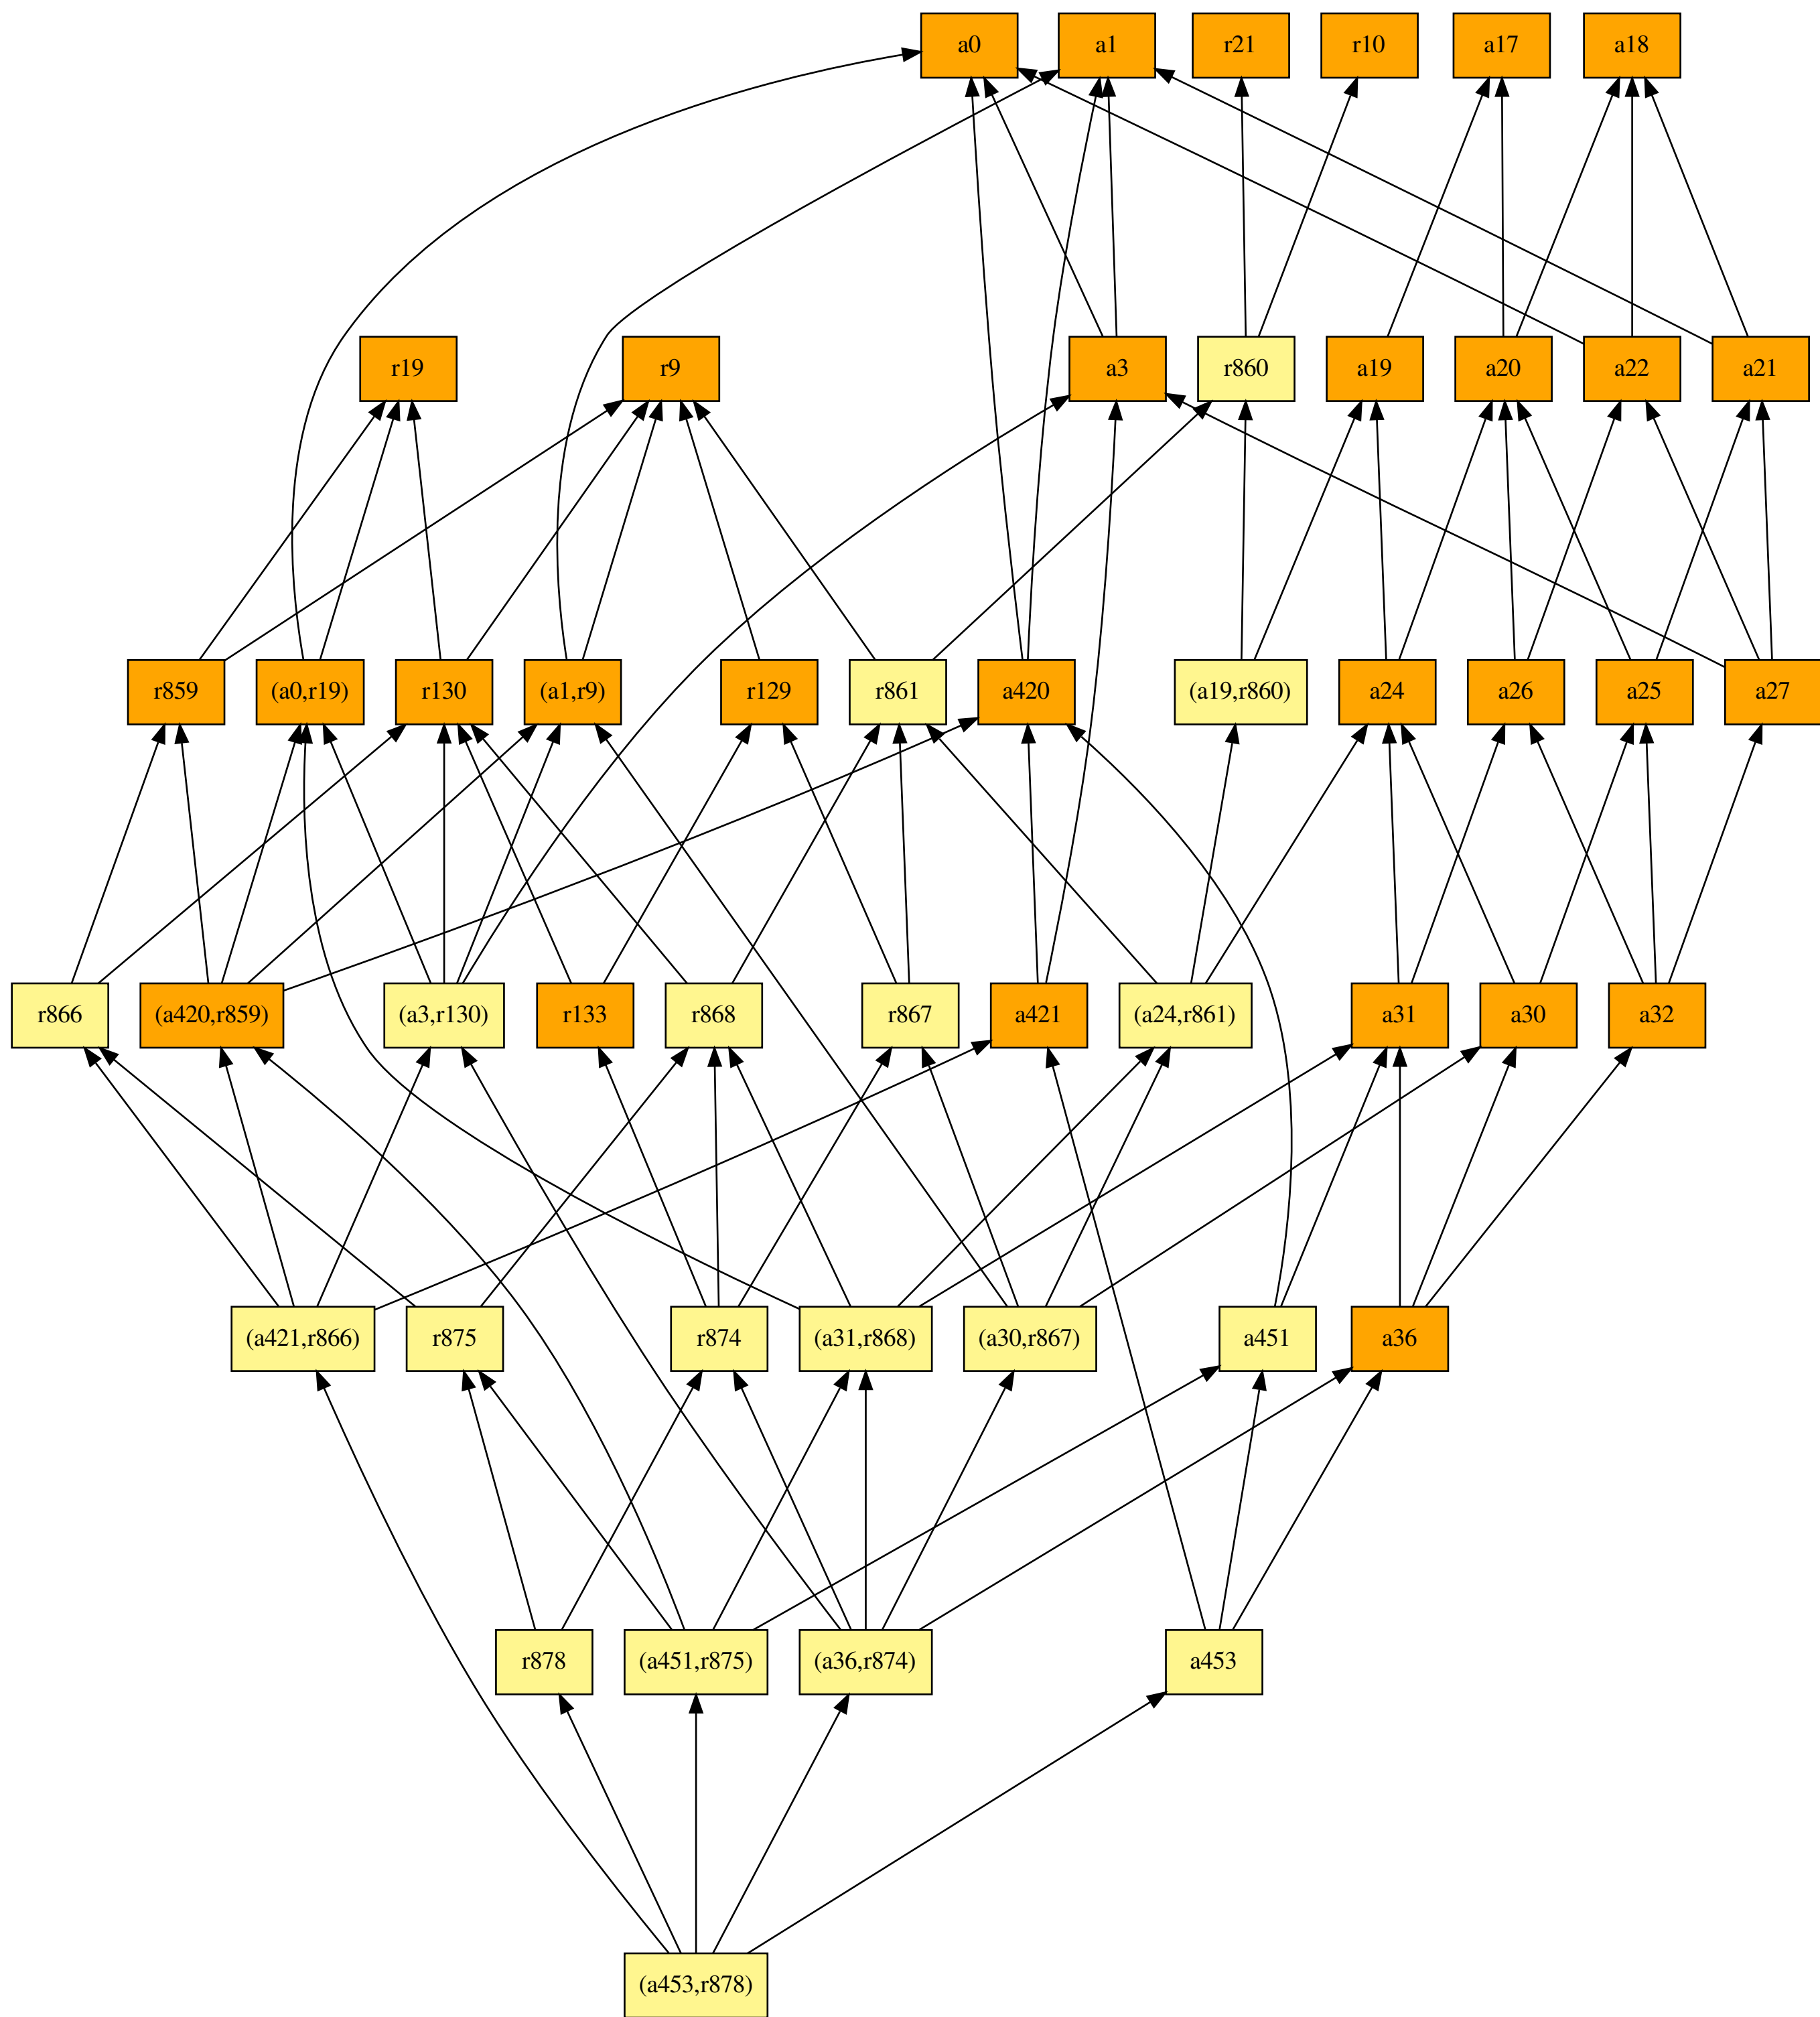 a0
a1
r21
r10
a17
a18
r19
r9
a3
r860
a19
a20
a22
a21
r859
(a0,r19)
r130
(a1,r9)
r129
r861
a420
(a19,r860)
a24
a26
a25
a27
r866
(a420,r859)
(a3,r130)
r133
r868
r867
a421
(a24,r861)
a31
a30
a32
(a421,r866)
r875
r874
(a31,r868)
(a30,r867)
a451
a36
r878
(a451,r875)
(a36,r874)
a453
(a453,r878)